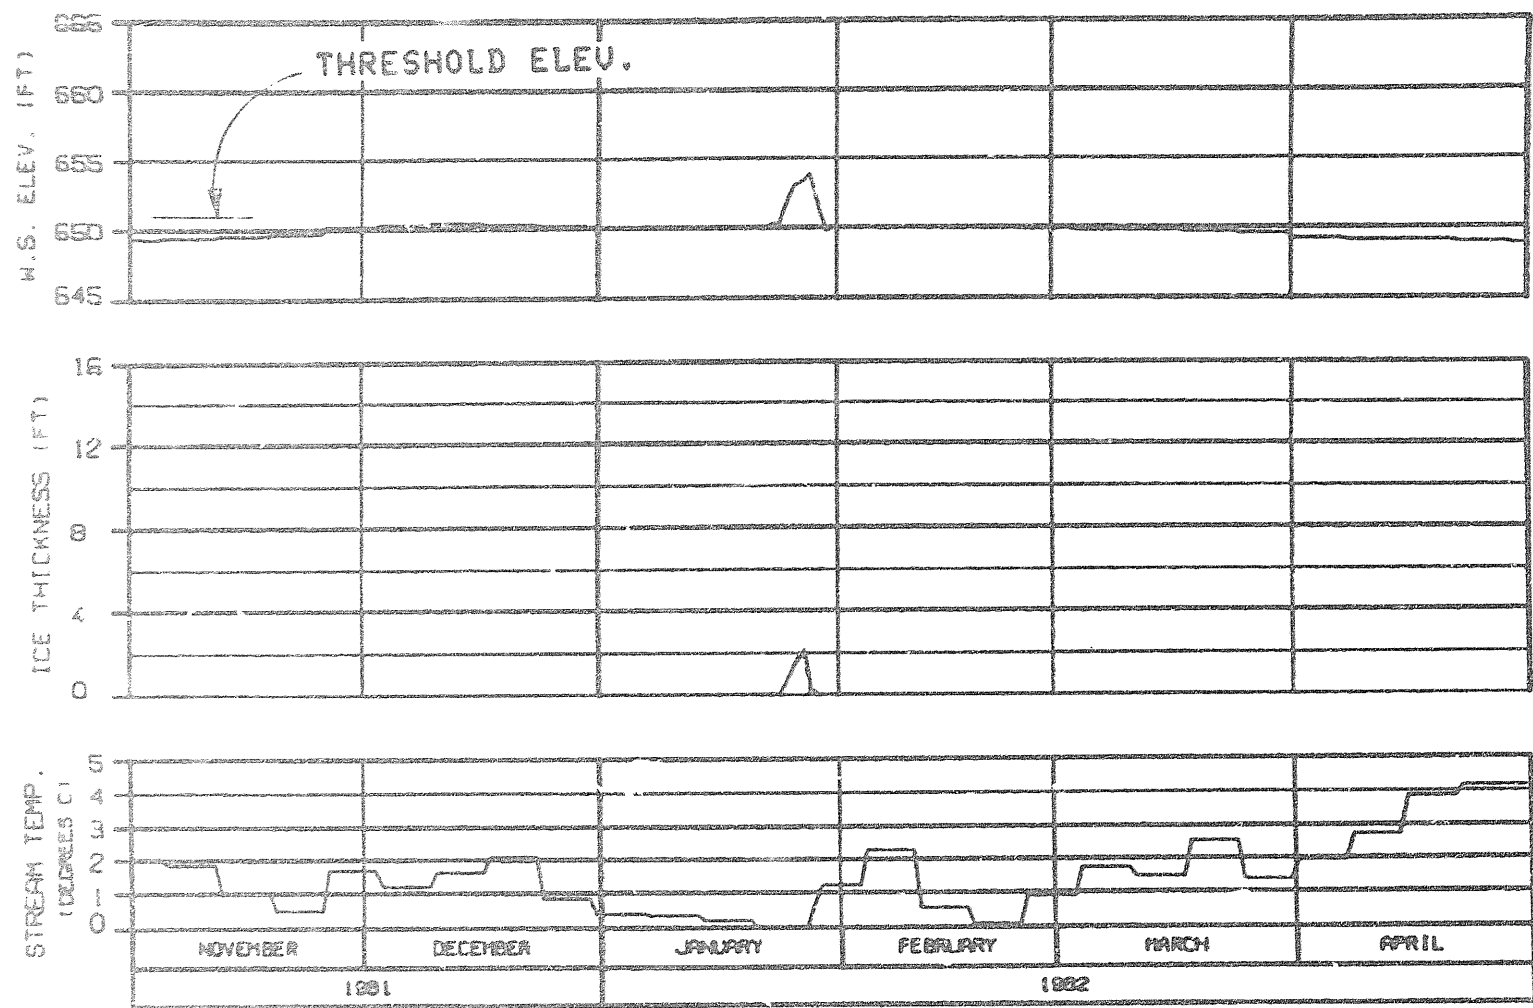 W.S. ELEV. (FT)
665
660
655
650
645
THRESHOLD ELEV.
ICE THICKNESS (FT)
16
12
8
4
0
STREAM TEMP.
(DEGREES C)
5
4
3
2
1
0
NOVEMBER
DECEMBER
JANUARY
FEBRUARY
MARCH
APRIL
1981
1982